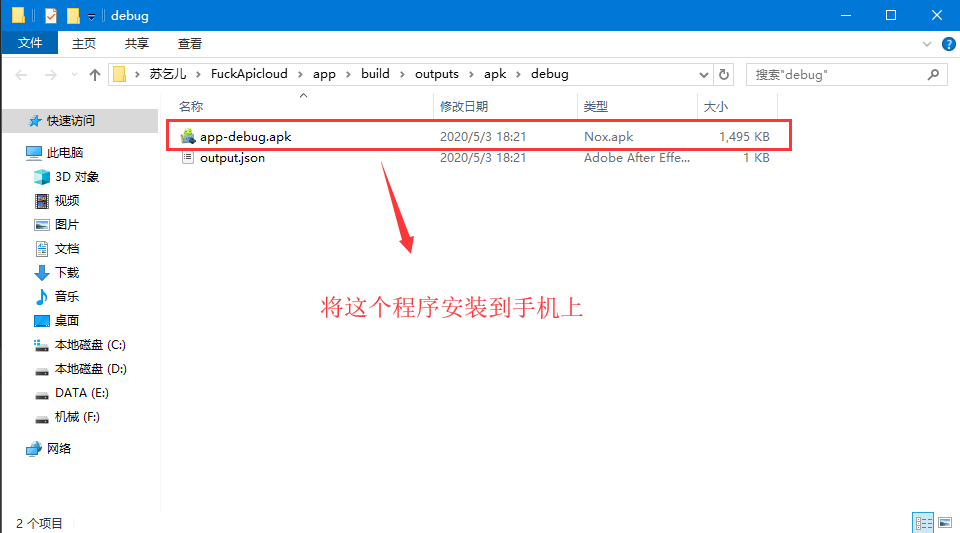 debug
文件 主页 共享 查看
苏艺儿 FuckApicloud app build outputs apk debug 搜索"debug"
名称 修改日期 类型 大小
快速访问
app-debug.apk 2020/5/3 18:21 Nox.apk 1,495 KB
output.json 2020/5/3 18:21 Adobe After Effe... 1 KB
此电脑
3D 对象
视频
图片
文档
下载
音乐
桌面
本地磁盘 (C:)
本地磁盘 (D:)
DATA (E:)
机械 (F:)
网络
将这个程序安装到手机上
2 个项目